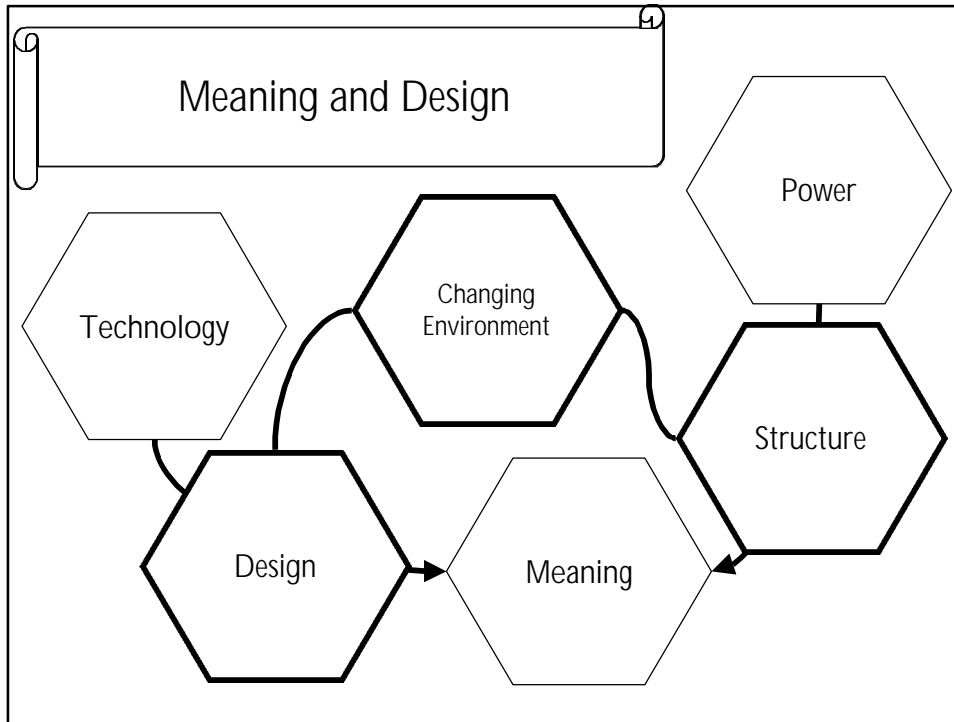 Meaning and Design
Power
Changing
Environment
Technology
Structure
Design
Meaning